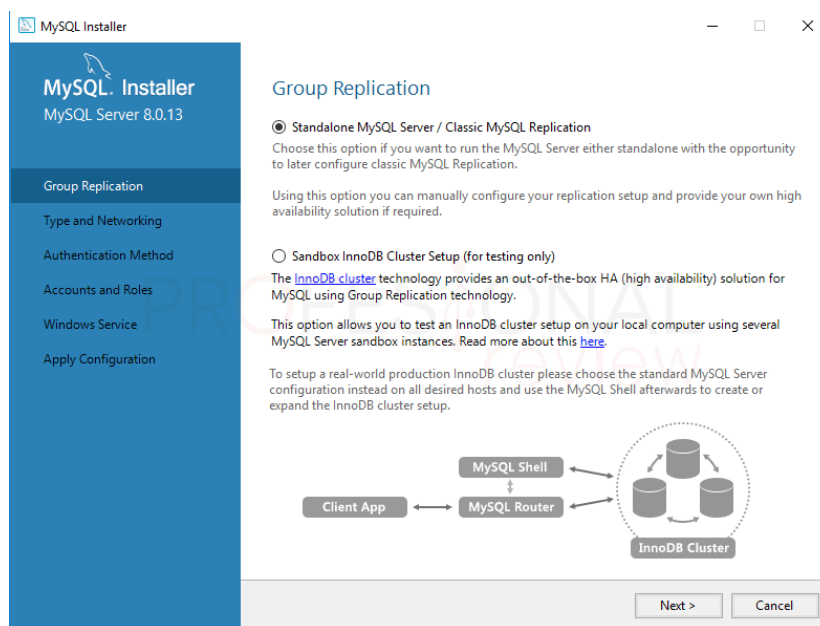 MySQL Installer
MySQL. Installer
MySQL Server 8.0.13
Group Replication
Type and Networking
Authentication Method
Accounts and Roles
Windows Service
Apply Configuration
Group Replication
Standalone MySQL Server / Classic MySQL Replication
Choose this option if you want to run the MySQL Server either standalone with the opportunity
to later configure classic MySQL Replication.
Using this option you can manually configure your replication setup and provide your own high
availability solution if required.
Sandbox InnoDB Cluster Setup (for testing only)
The InnoDB cluster technology provides an out-of-the-box HA (high availability) solution for
MySQL using Group Replication technology.
This option allows you to test an InnoDB cluster setup on your local computer using several
MySQL Server sandbox instances. Read more about this here.
To setup a real-world production InnoDB cluster please choose the standard MySQL Server
configuration instead on all desired hosts and use the MySQL Shell afterwards to create or
expand the InnoDB cluster setup.
MySQL Shell
Client App
MySQL Router
InnoDB Cluster
Next >
Cancel
review